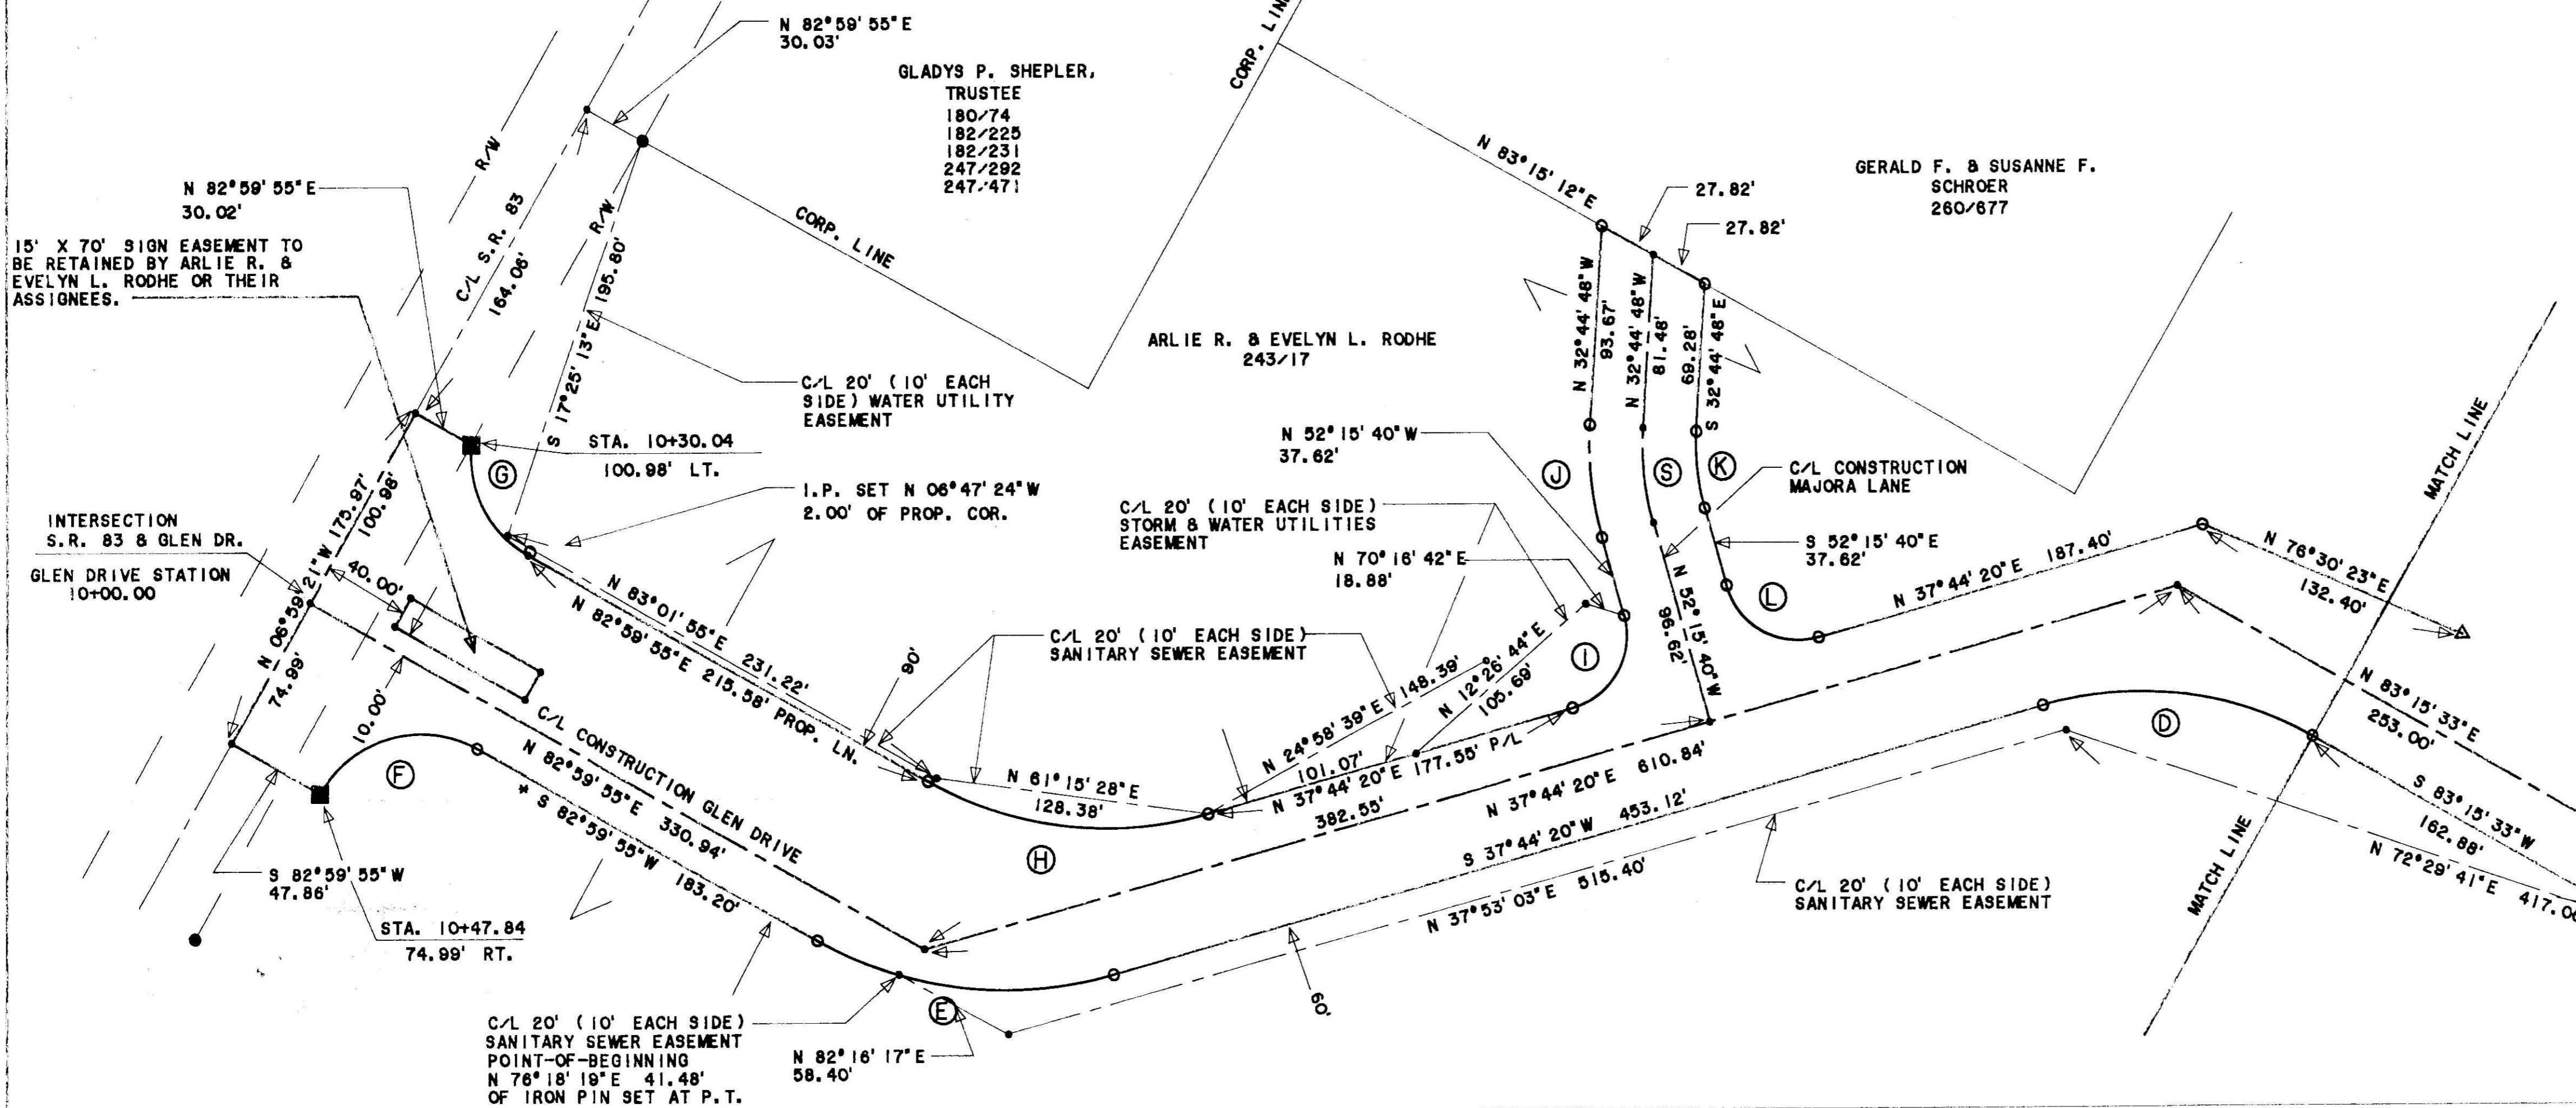 N 82°59'55"E
30.03'
GLADYS P. SHEPLER,
TRUSTEE
180/74
182/225
182/231
247/292
247/471
CORP. LINE
R/W
C/L S.R. 83
164.06'
R/W
CORP. LINE
N 82°59'55"E
30.02'
15' X 70' SIGN EASEMENT TO
BE RETAINED BY ARLIE R. &
EVELYN L. RODHE OR THEIR
ASSIGNEES.
S 17°25'13"E 195.80'
C/L 20' (10' EACH
SIDE) WATER UTILITY
EASEMENT
STA. 10+30.04
100.98' LT.
I.P. SET N 06°47'24"W
2.00' OF PROP. COR.
G
INTERSECTION
S.R. 83 & GLEN DR.
GLEN DRIVE STATION
10+00.00
N 06°59'21"W 175.97'
100.98'
74.99'
40.00'
10.00'
N 83°01'55"E 231.22'
N 82°59'55"E 215.58' PROP. LN.
90'
C/L CONSTRUCTION GLEN DRIVE
N 82°59'55"E 330.94'
* S 82°59'55"W 183.20'
F
S 82°59'55"W
47.86'
STA. 10+47.84
74.99' RT.
C/L 20' (10' EACH SIDE)
SANITARY SEWER EASEMENT
POINT-OF-BEGINNING
N 76°18'19"E 41.48'
OF IRON PIN SET AT P.T.
N 82°16'17"E
58.40'
E
H
N 61°15'28"E
128.38'
C/L 20' (10' EACH SIDE)
SANITARY SEWER EASEMENT
ARLIE R. & EVELYN L. RODHE
243/17
N 83°15'12"E
27.82'
27.82'
GERALD F. & SUSANNE F.
SCHROER
260/677
N 32°44'48"W
93.67'
N 32°44'48"W
81.48'
S 32°44'48"E
69.28'
N 52°15'40"W
37.62'
J
S
K
C/L CONSTRUCTION
MAJORA LANE
C/L 20' (10' EACH SIDE)
STORM & WATER UTILITIES
EASEMENT
N 70°16'42"E
18.88'
S 52°15'40"E
37.62'
L
N 52°15'40"W
96.62'
I
N 24°58'39"E 148.39'
N 12°26'44"E
105.69'
101.07'
N 37°44'20"E 177.55' P/L
382.55'
N 37°44'20"E 610.84'
S 37°44'20"W 453.12'
N 37°53'03"E 515.40'
60'
N 37°44'20"E 187.40'
N 76°30'23"E
132.40'
MATCH LINE
N 83°15'33"E
253.00'
D
S 83°15'33"W
162.88'
N 72°29'41"E 417.06
MATCH LINE
C/L 20' (10' EACH SIDE)
SANITARY SEWER EASEMENT